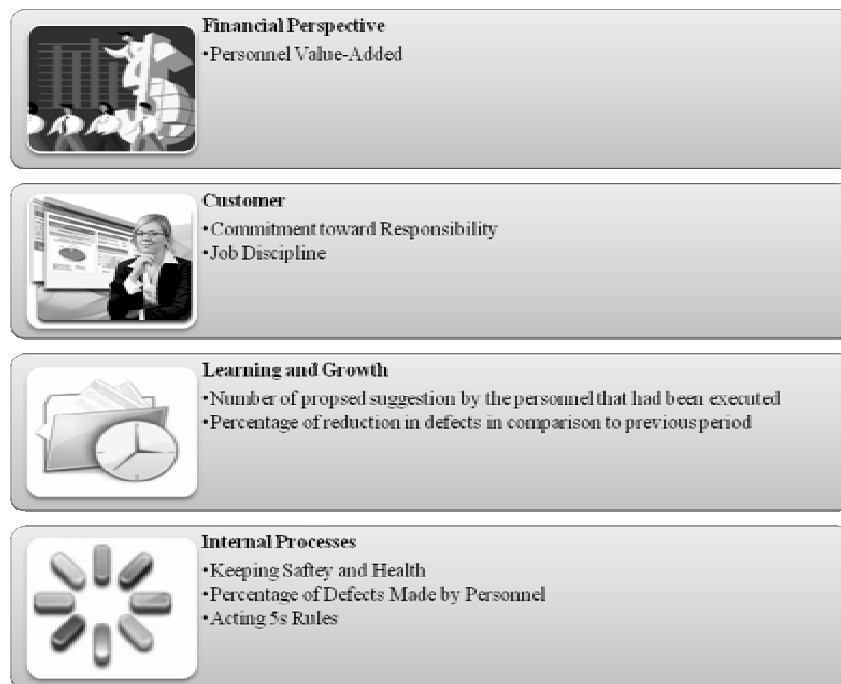 Financial Perspective
•Personnel Value-Added
Customer
•Commitment toward Responsibility
•Job Discipline
Learning and Growth
•Number of propsed suggestion by the personnel that had been executed
•Percentage of reduction in defects in comparison to previous period
Internal Processes
•Keeping Saftey and Health
•Percentage of Defects Made by Personnel
•Acting 5s Rules